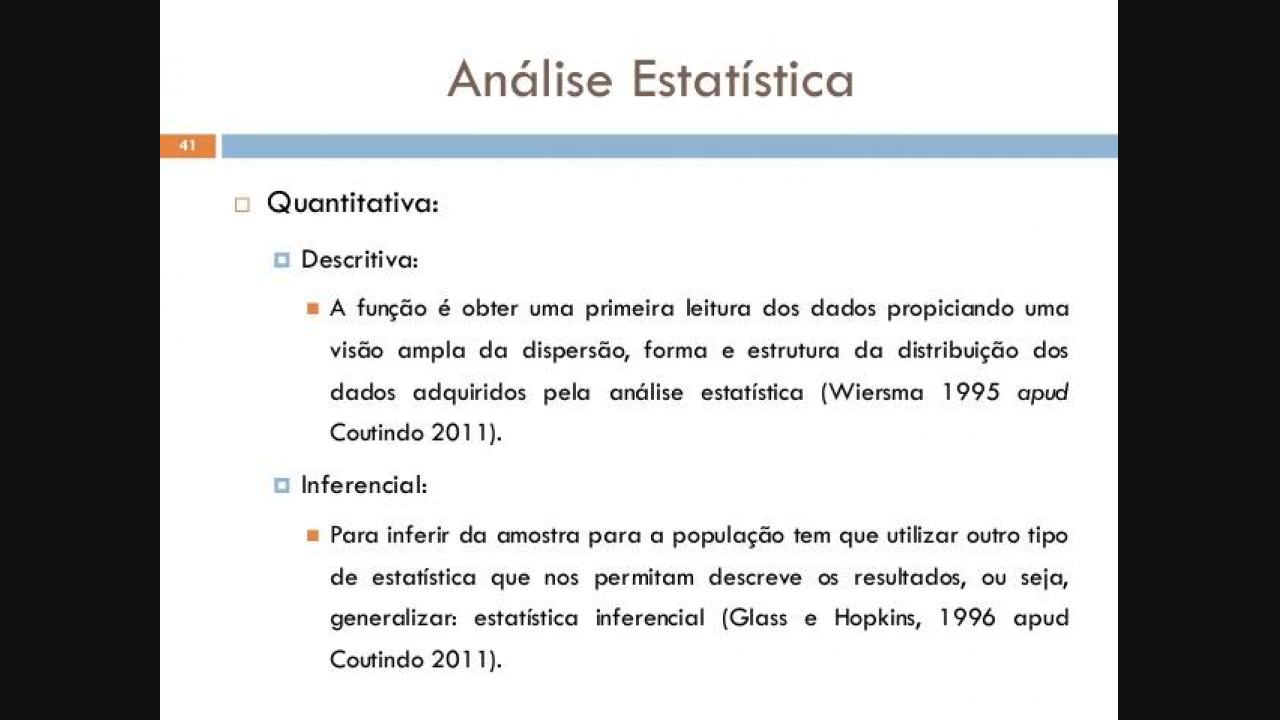 Análise Estatística
41
Quantitativa:
Descritiva:
A função é obter uma primeira leitura dos dados propiciando uma
visão ampla da dispersão, forma e estrutura da distribuição dos
dados adquiridos pela análise estatística (Wiersma 1995 apud
Coutindo 2011).
Inferencial:
Para inferir da amostra para a população tem que utilizar outro tipo
de estatística que nos permitam descreve os resultados, ou seja,
generalizar: estatística inferencial (Glass e Hopkins, 1996 apud
Coutindo 2011).